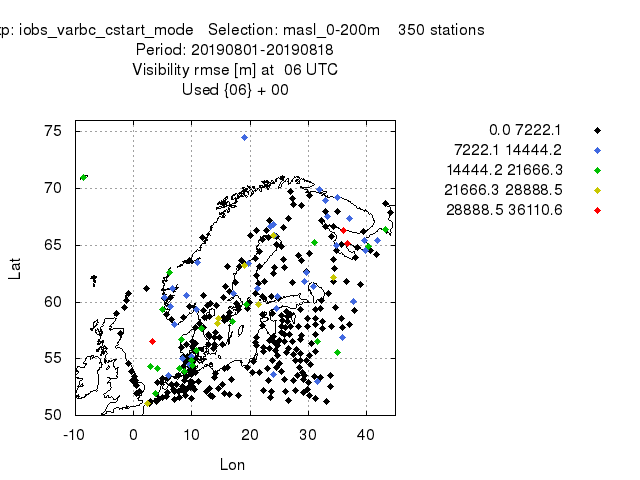 xp: iobs_varbc_cstart_mode Selection: masl_0-200m 350 stations
Period: 20190801-20190818
Visibility rmse [m] at 06 UTC
Used {06} + 00
0.0 7222.1
7222.1 14444.2
14444.2 21666.3
21666.3 28888.5
28888.5 36110.6
75
70
65
60
55
50
Lat
-10 0 10 20 30 40
Lon